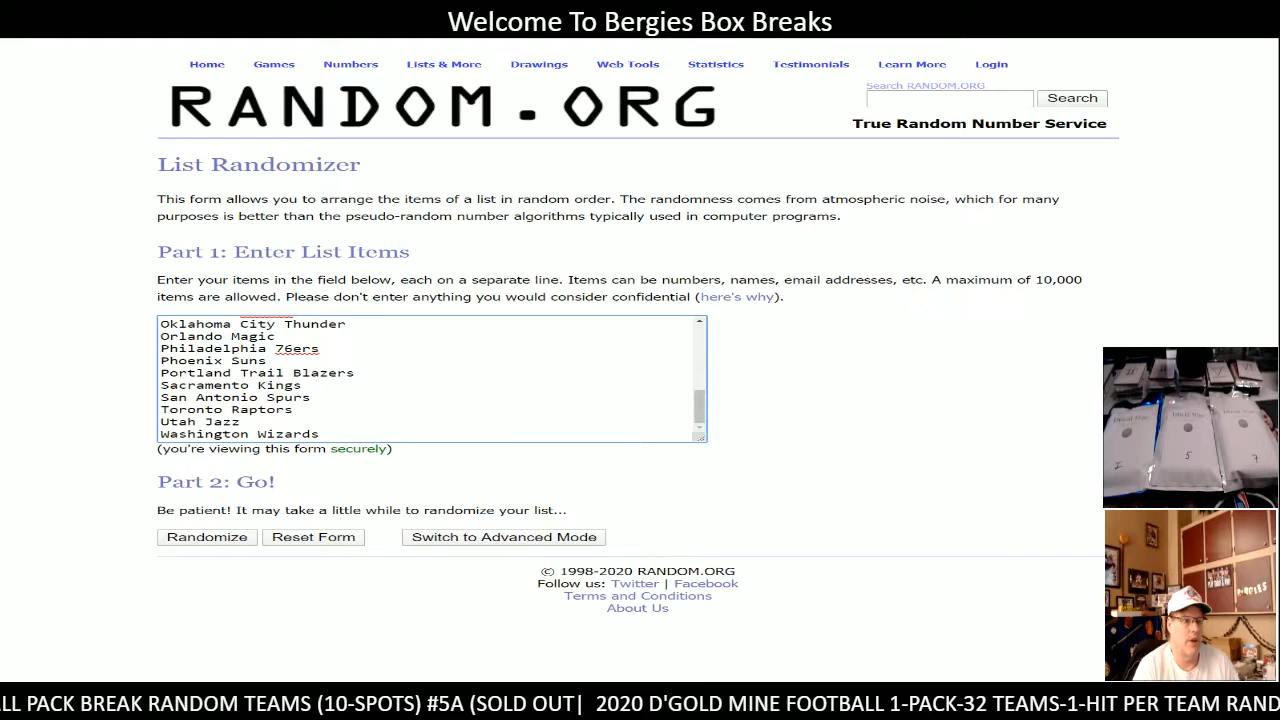 Welcome To Bergies Box Breaks
Home Games Numbers Lists & More Drawings Web Tools Statistics Testimonials Learn More Login
RANDOM.ORG
Search RANDOM.ORG
Search
True Random Number Service
List Randomizer
This form allows you to arrange the items of a list in random order. The randomness comes from atmospheric noise, which for many
purposes is better than the pseudo-random number algorithms typically used in computer programs.
Part 1: Enter List Items
Enter your items in the field below, each on a separate line. Items can be numbers, names, email addresses, etc. A maximum of 10,000
items are allowed. Please don't enter anything you would consider confidential (here's why).
Oklahoma City Thunder
Orlando Magic
Philadelphia 76ers
Phoenix Suns
Portland Trail Blazers
Sacramento Kings
San Antonio Spurs
Toronto Raptors
Utah Jazz
Washington Wizards
(you're viewing this form securely)
Part 2: Go!
Be patient! It may take a little while to randomize your list...
Randomize Reset Form Switch to Advanced Mode
© 1998-2020 RANDOM.ORG
Follow us: Twitter | Facebook
Terms and Conditions
About Us
5
7
ALL PACK BREAK RANDOM TEAMS (10-SPOTS) #5A (SOLD OUT| 2020 D'GOLD MINE FOOTBALL 1-PACK-32 TEAMS-1-HIT PER TEAM RAND